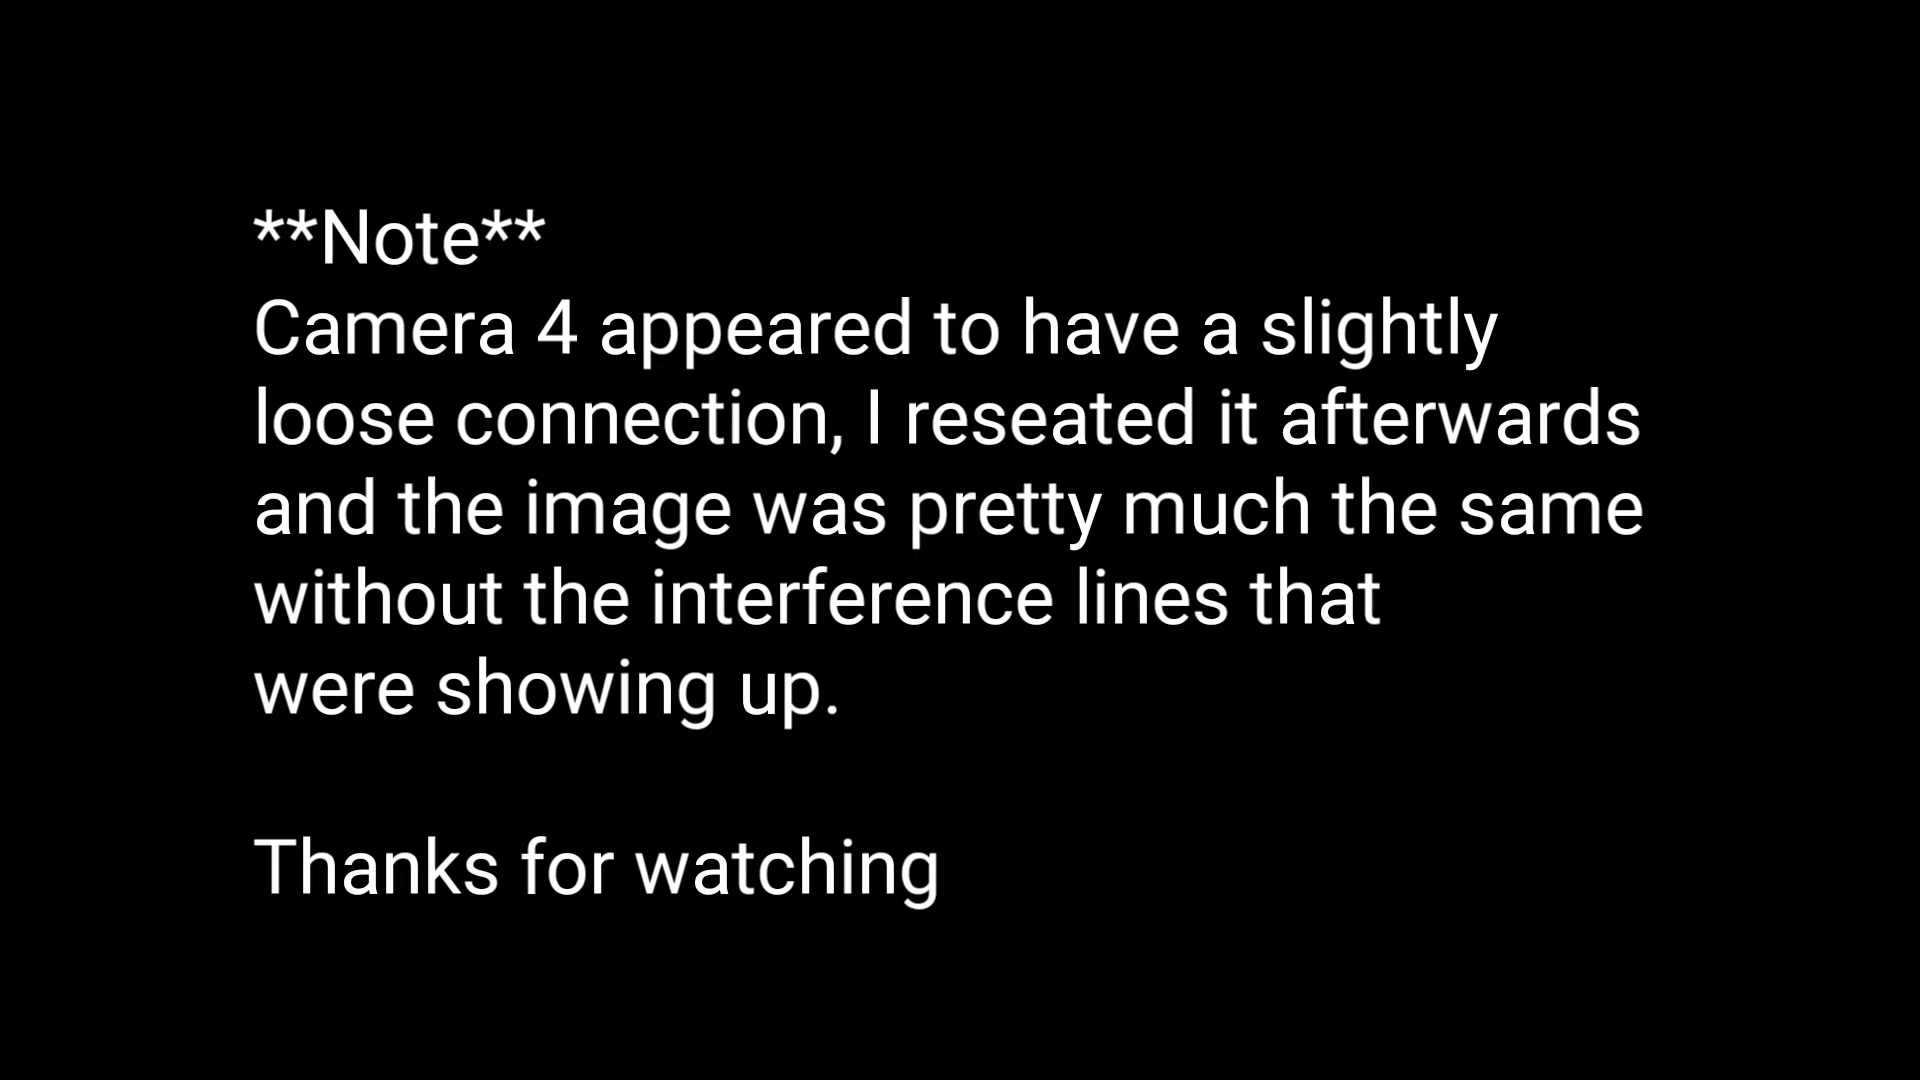 **Note**
Camera 4 appeared to have a slightly
loose connection, I reseated it afterwards
and the image was pretty much the same
without the interference lines that
were showing up.
Thanks for watching